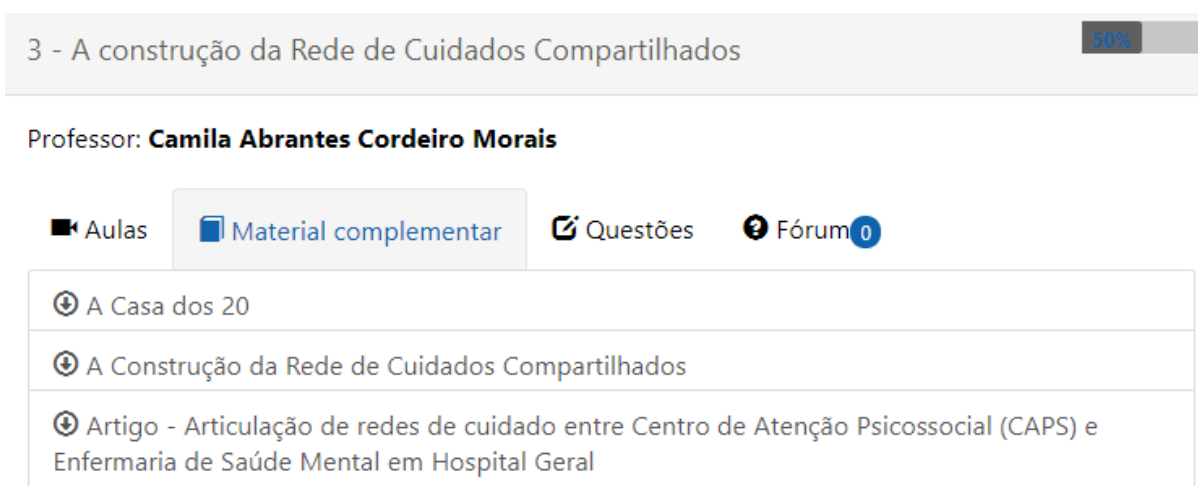 3 - A construção da Rede de Cuidados Compartilhados
50%
Professor: Camila Abrantes Cordeiro Morais
Aulas
Material complementar
Questões
Fórum 0
A Casa dos 20
A Construção da Rede de Cuidados Compartilhados
Artigo - Articulação de redes de cuidado entre Centro de Atenção Psicossocial (CAPS) e
Enfermaria de Saúde Mental em Hospital Geral